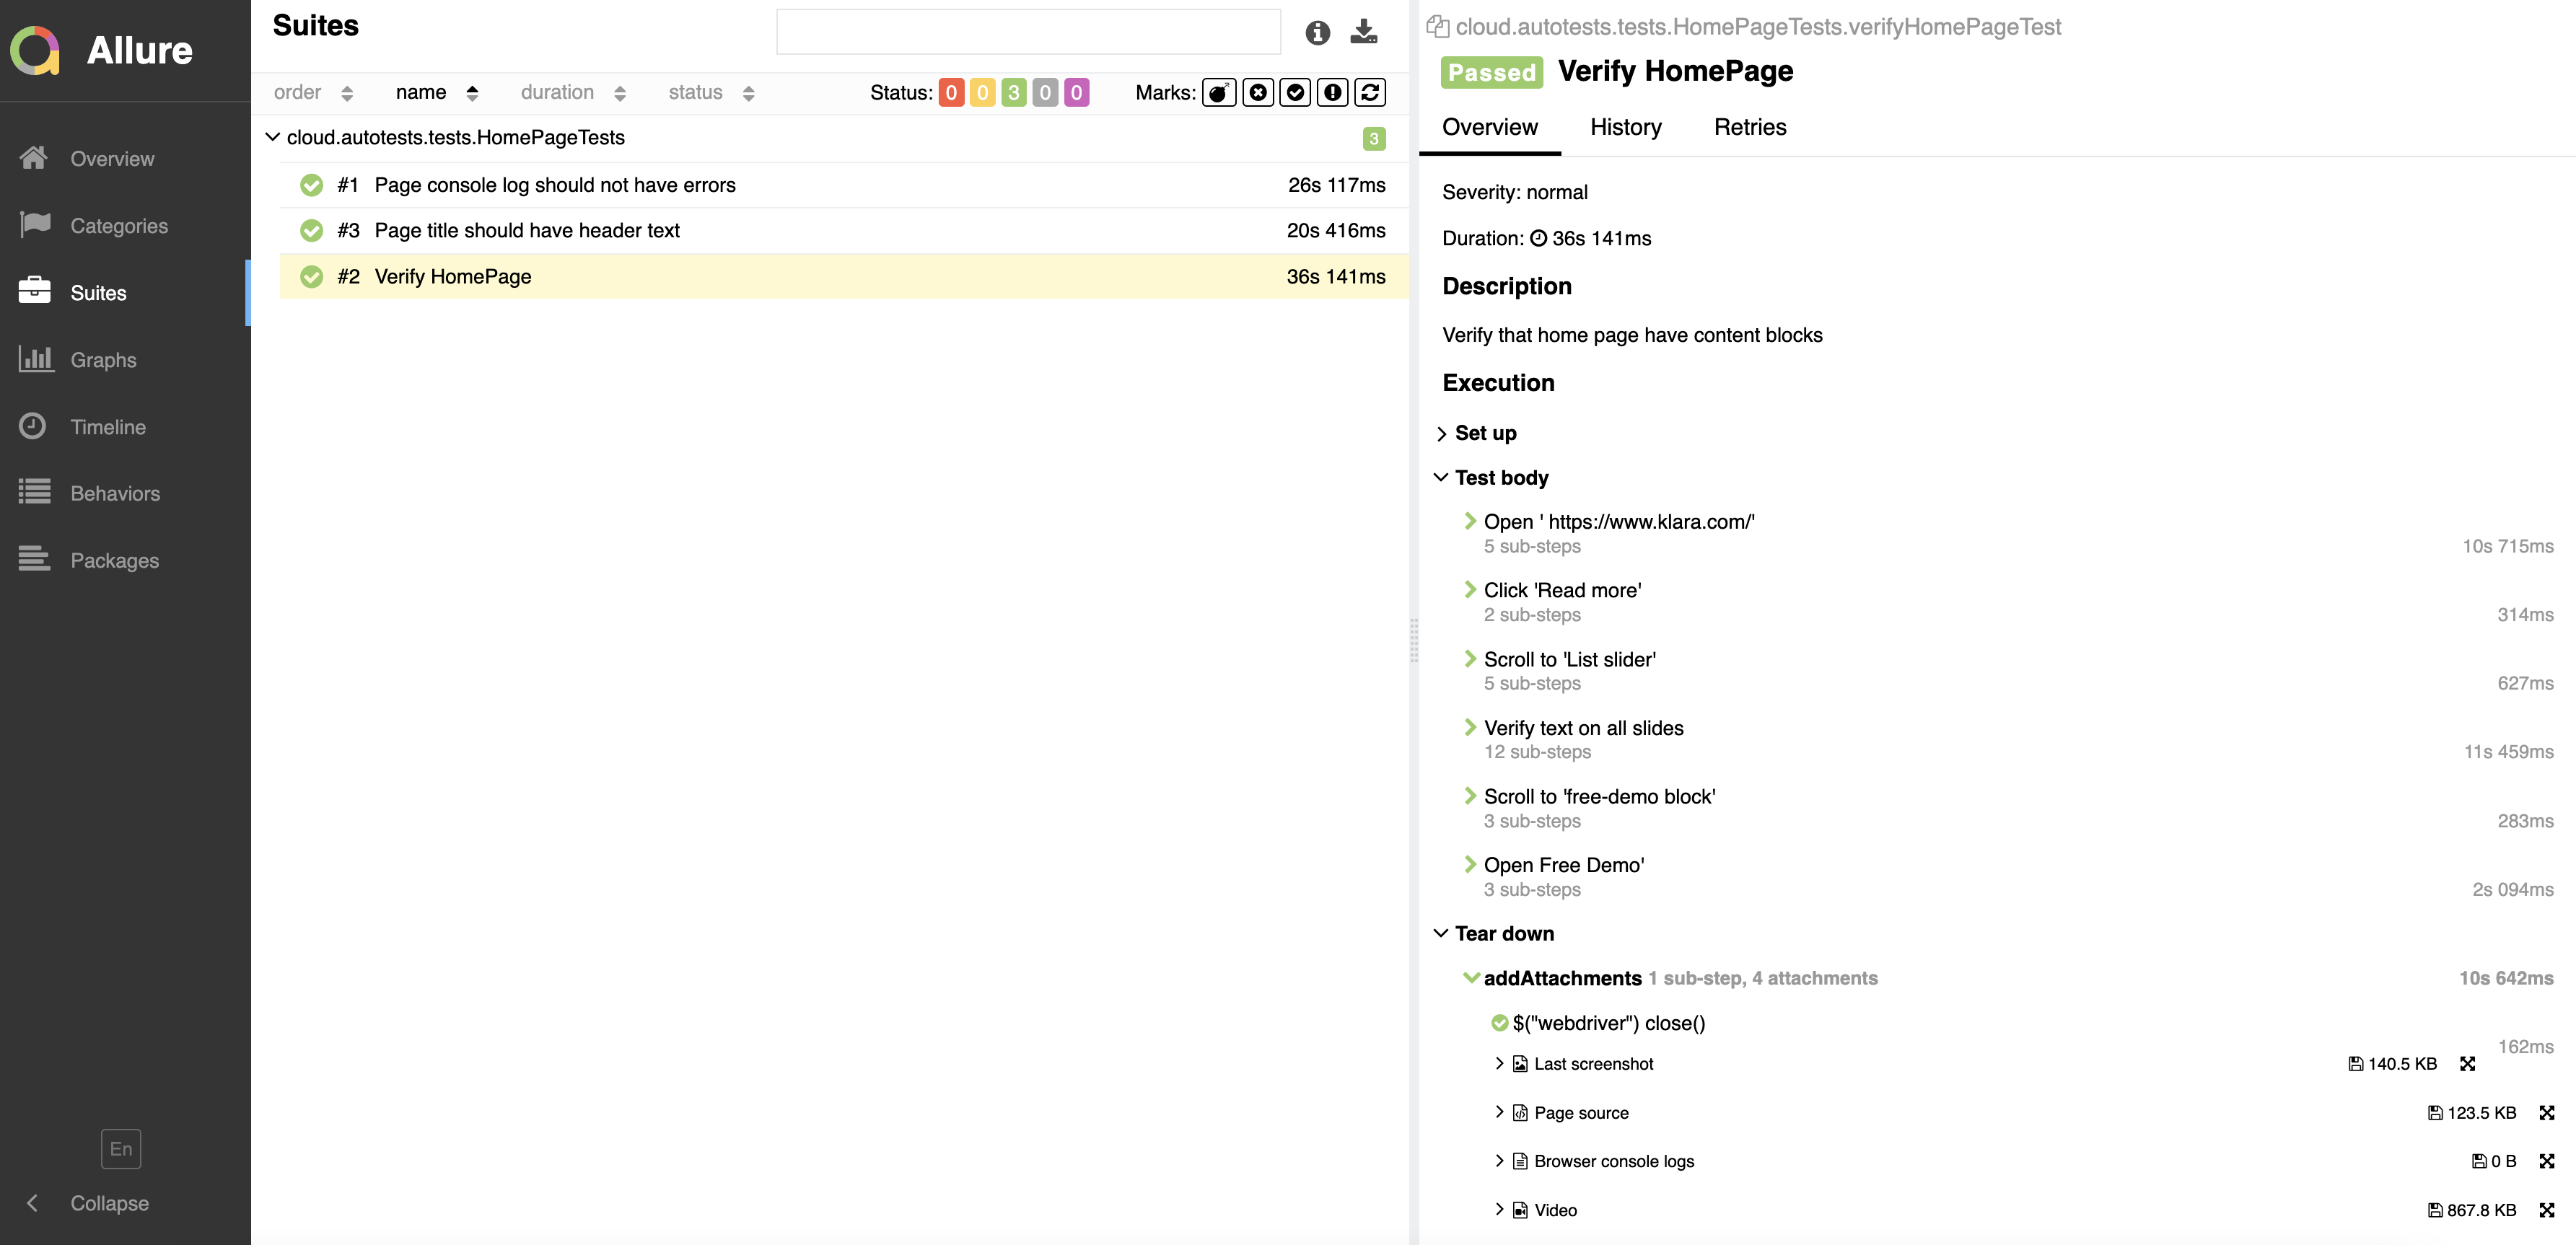 Allure
Overview
Categories
Suites
Graphs
Timeline
Behaviors
Packages
En
Collapse
Suites
order name duration status Status: 0 0 3 0 0 Marks:
cloud.autotests.tests.HomePageTests 3
#1 Page console log should not have errors 26s 117ms
#3 Page title should have header text 20s 416ms
#2 Verify HomePage 36s 141ms
cloud.autotests.tests.HomePageTests.verifyHomePageTest
Passed Verify HomePage
Overview History Retries
Severity: normal
Duration: 36s 141ms
Description
Verify that home page have content blocks
Execution
Set up
Test body
Open ' https://www.klara.com/'
5 sub-steps 10s 715ms
Click 'Read more'
2 sub-steps 314ms
Scroll to 'List slider'
5 sub-steps 627ms
Verify text on all slides
12 sub-steps 11s 459ms
Scroll to 'free-demo block'
3 sub-steps 283ms
Open Free Demo'
3 sub-steps 2s 094ms
Tear down
addAttachments 1 sub-step, 4 attachments 10s 642ms
$("webdriver") close()
162ms
Last screenshot 140.5 KB
Page source 123.5 KB
Browser console logs 0 B
Video 867.8 KB